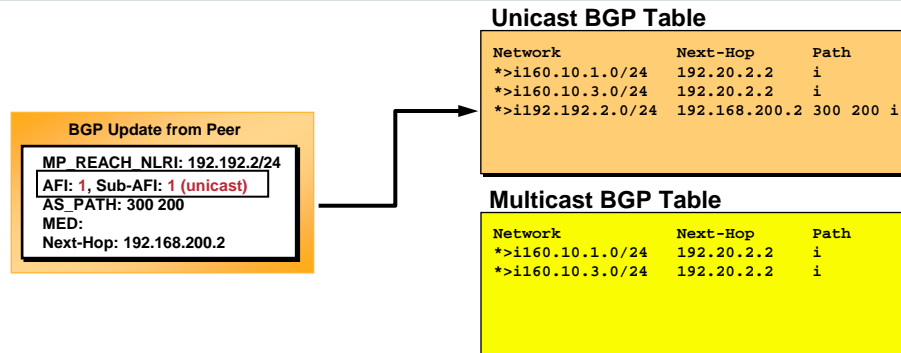 Unicast BGP Table
Network Next-Hop Path
*>i160.10.1.0/24 192.20.2.2 i
*>i160.10.3.0/24 192.20.2.2 i
*>i192.192.2.0/24 192.168.200.2 300 200 i
BGP Update from Peer
MP_REACH_NLRI: 192.192.2/24
AFI: 1, Sub-AFI: 1 (unicast)
AS_PATH: 300 200
MED:
Next-Hop: 192.168.200.2
Multicast BGP Table
Network Next-Hop Path
*>i160.10.1.0/24 192.20.2.2 i
*>i160.10.3.0/24 192.20.2.2 i